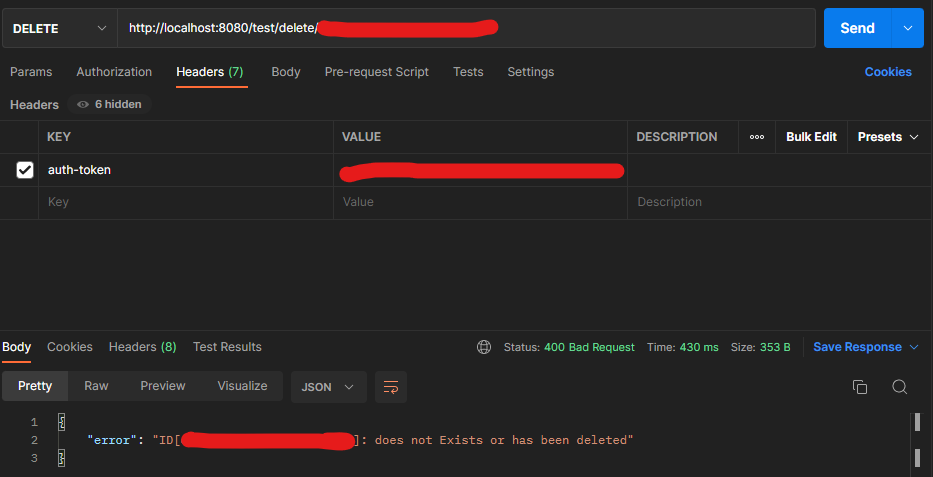 DELETE http://localhost:8080/test/delete/ Send
Params Authorization Headers (7) Body Pre-request Script Tests Settings Cookies
Headers 6 hidden
KEY VALUE DESCRIPTION ooo Bulk Edit Presets
auth-token
Key Value Description
Body Cookies Headers (8) Test Results Status: 400 Bad Request Time: 430 ms Size: 353 B Save Response
Pretty Raw Preview Visualize JSON
1 {
2 "error": "ID[ ]: does not Exists or has been deleted"
3 }